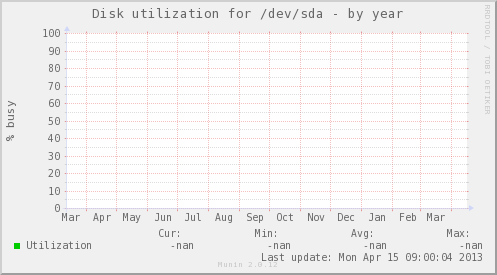 Disk utilization for /dev/sda - by year
RRDTOOL / TOBI OETIKER
% busy
100
90
80
70
60
50
40
30
20
10
0
Mar Apr May Jun Jul Aug Sep Oct Nov Dec Jan Feb Mar
Cur: Min: Avg: Max:
Utilization -nan -nan -nan -nan
Last update: Mon Apr 15 09:00:04 2013
Munin 2.0.12